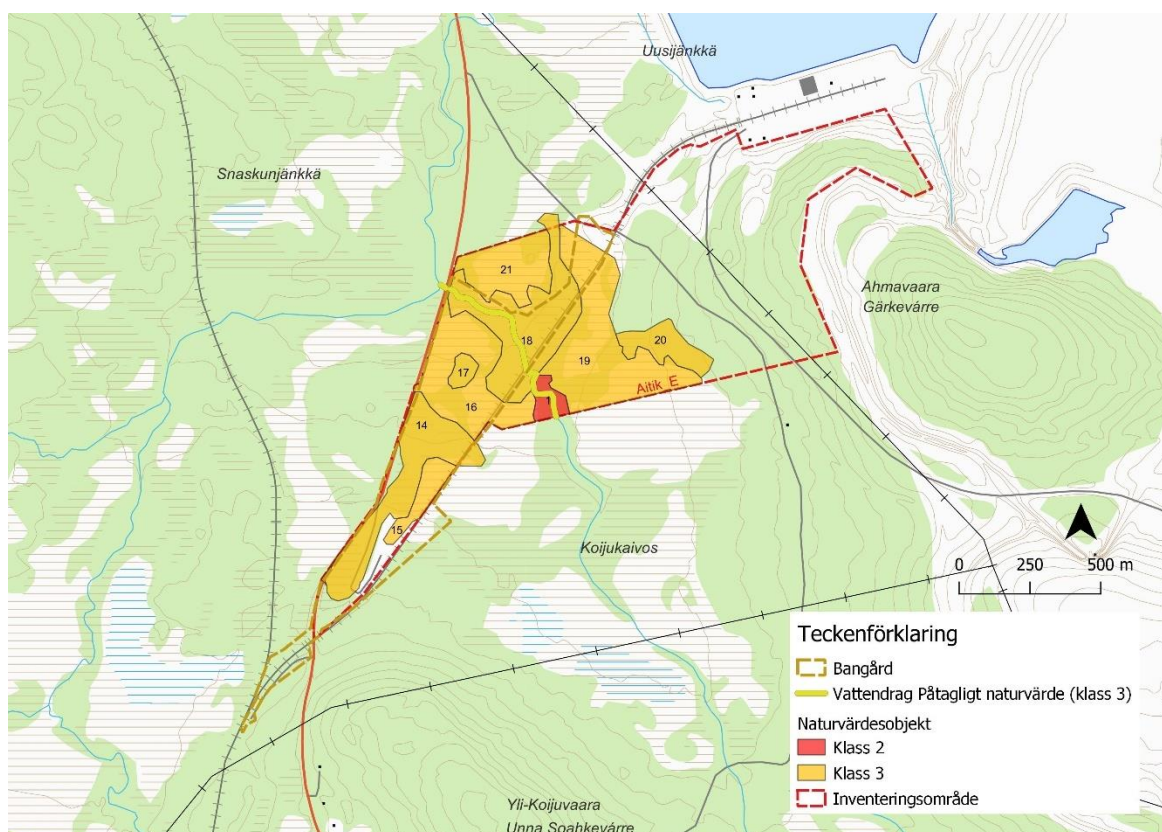 Uusijänkkä
Snaskunjänkkä
Ahmavaara
Gärkevárre
21
20
18
19
17
Aitik E
16
14
15
Koijukaivos
0 250 500 m
Teckenförklaring
Bangård
Vattendrag Påtagligt naturvärde (klass 3)
Naturvärdesobjekt
Klass 2
Klass 3
Inventeringsområde
Yli-Koijuvaara
Unna Soahkevárre